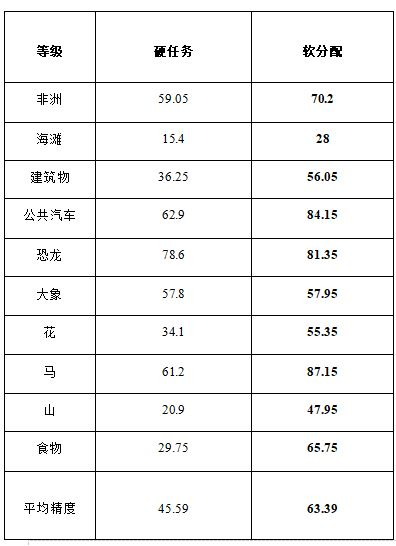 等级 硬任务 软分配
非洲 59.05 70.2
海滩 15.4 28
建筑物 36.25 56.05
公共汽车 62.9 84.15
恐龙 78.6 81.35
大象 57.8 57.95
花 34.1 55.35
马 61.2 87.15
山 20.9 47.95
食物 29.75 65.75
平均精度 45.59 63.39